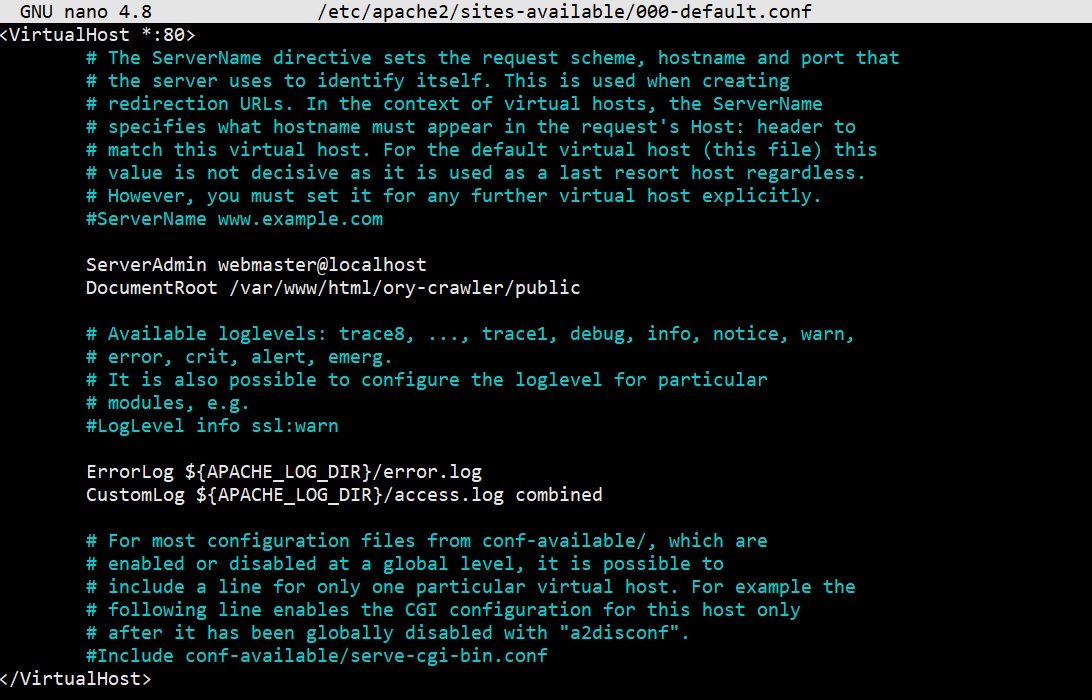 GNU nano 4.8 /etc/apache2/sites-available/000-default.conf
<VirtualHost *:80>
# The ServerName directive sets the request scheme, hostname and port that
# the server uses to identify itself. This is used when creating
# redirection URLs. In the context of virtual hosts, the ServerName
# specifies what hostname must appear in the request's Host: header to
# match this virtual host. For the default virtual host (this file) this
# value is not decisive as it is used as a last resort host regardless.
# However, you must set it for any further virtual host explicitly.
#ServerName www.example.com
ServerAdmin webmaster@localhost
DocumentRoot /var/www/html/ory-crawler/public
# Available loglevels: trace8, ..., trace1, debug, info, notice, warn,
# error, crit, alert, emerg.
# It is also possible to configure the loglevel for particular
# modules, e.g.
#LogLevel info ssl:warn
ErrorLog ${APACHE_LOG_DIR}/error.log
CustomLog ${APACHE_LOG_DIR}/access.log combined
# For most configuration files from conf-available/, which are
# enabled or disabled at a global level, it is possible to
# include a line for only one particular virtual host. For example the
# following line enables the CGI configuration for this host only
# after it has been globally disabled with "a2disconf".
#Include conf-available/serve-cgi-bin.conf
</VirtualHost>